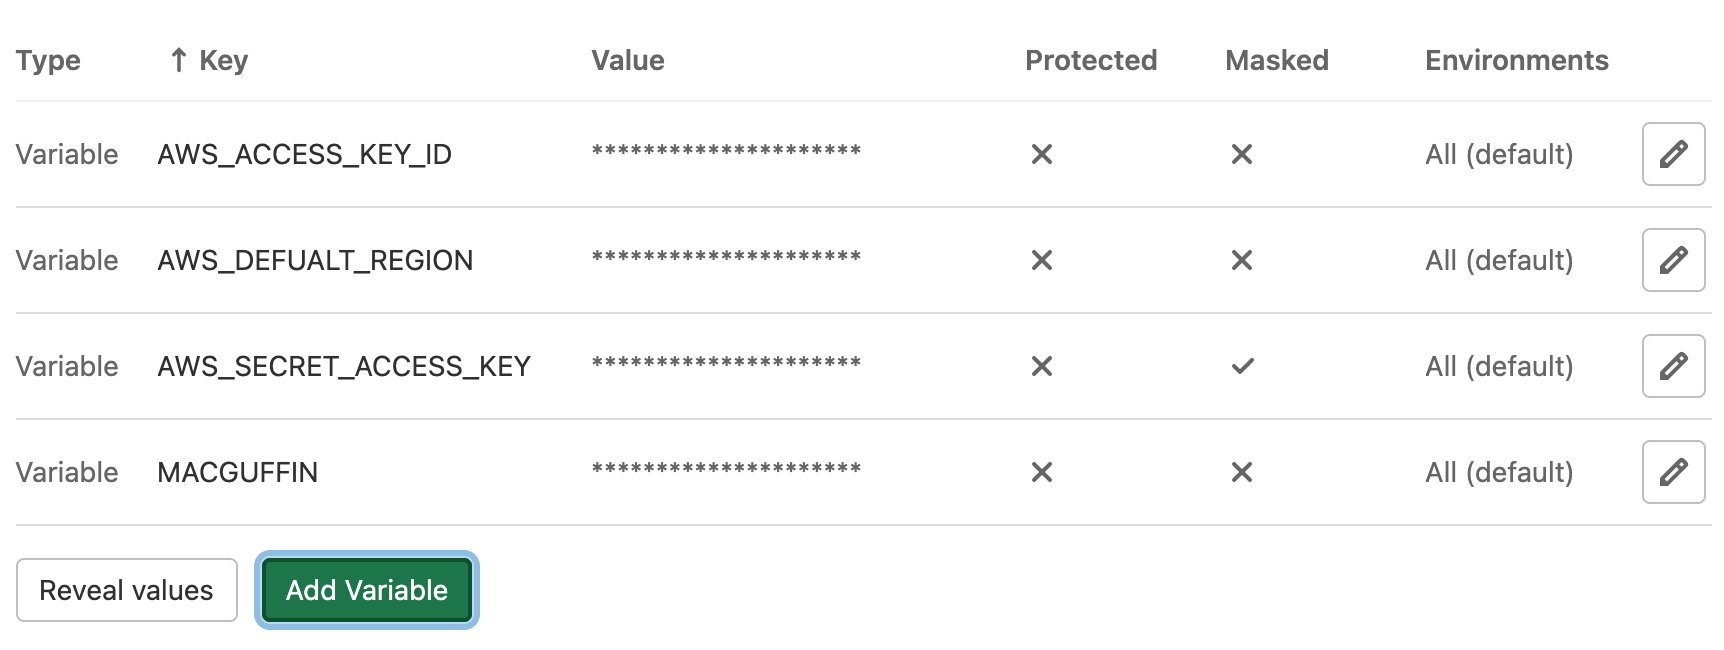 Type ↑ Key Value Protected Masked Environments
Variable AWS_ACCESS_KEY_ID ********************* All (default)
Variable AWS_DEFUALT_REGION ********************* All (default)
Variable AWS_SECRET_ACCESS_KEY ********************* All (default)
Variable MACGUFFIN ********************* All (default)
Reveal values Add Variable